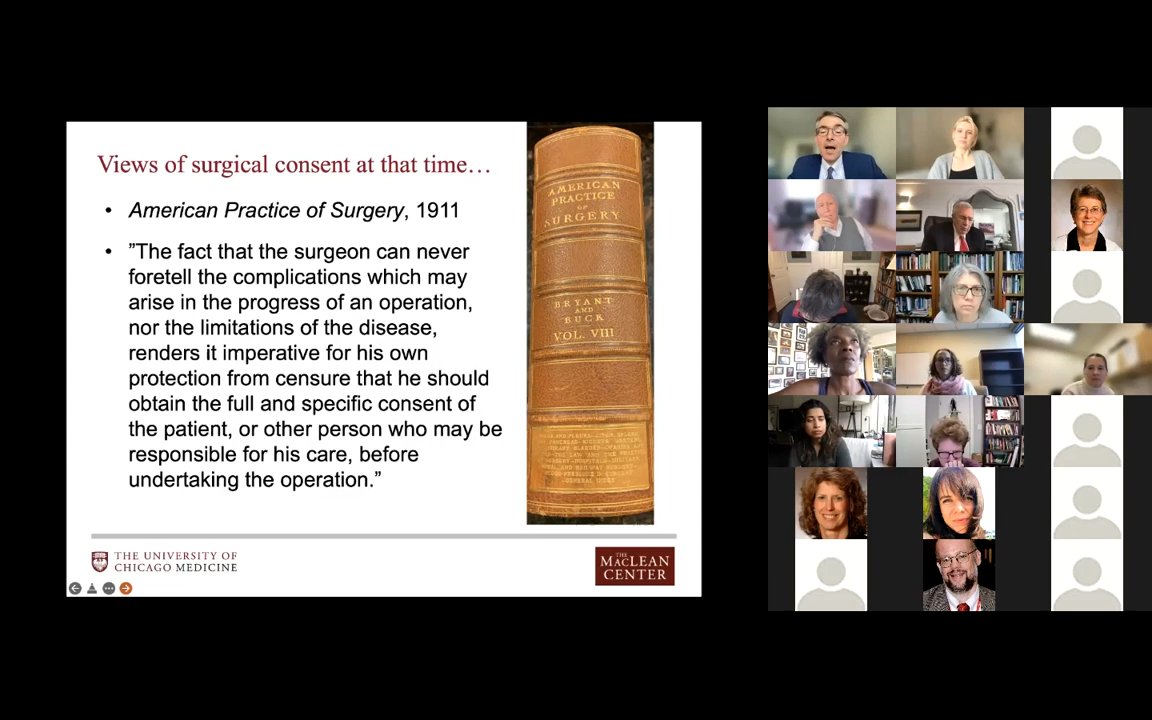 Views of surgical consent at that time…
• American Practice of Surgery, 1911
• ”The fact that the surgeon can never
foretell the complications which may
arise in the progress of an operation,
nor the limitations of the disease,
renders it imperative for his own
protection from censure that he should
obtain the full and specific consent of
the patient, or other person who may be
responsible for his care, before
undertaking the operation.”
AMERICAN
PRACTICE
OF
SURGERY
BRYANT
AND
BUCK
VOL. VIII
GENERAL INDEX
THE UNIVERSITY OF
CHICAGO MEDICINE
THE
MACLEAN
CENTER